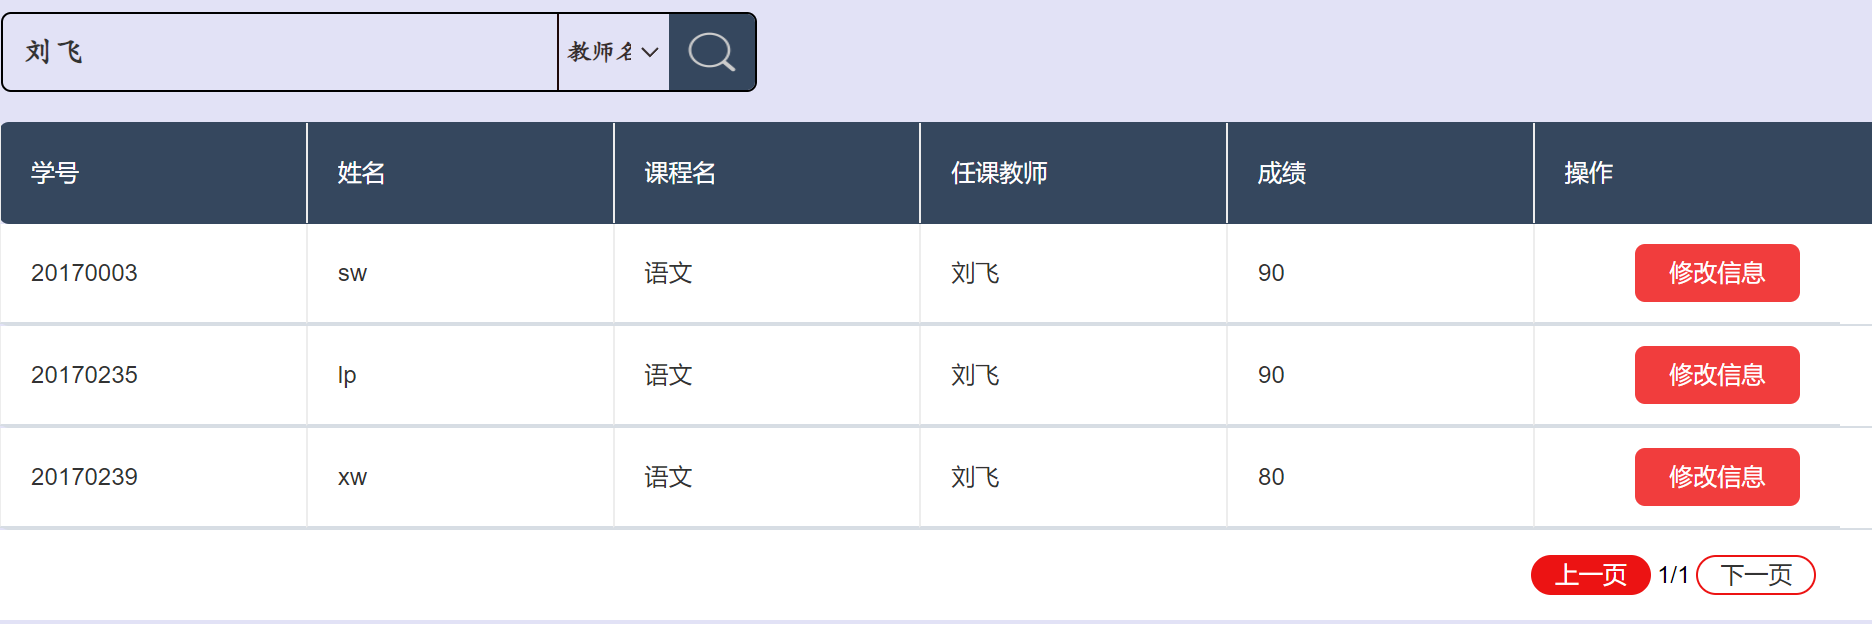 刘飞 教师名
学号 姓名 课程名 任课教师 成绩 操作
20170003 sw 语文 刘飞 90 修改信息
20170235 lp 语文 刘飞 90 修改信息
20170239 xw 语文 刘飞 80 修改信息
上一页 1/1 下一页